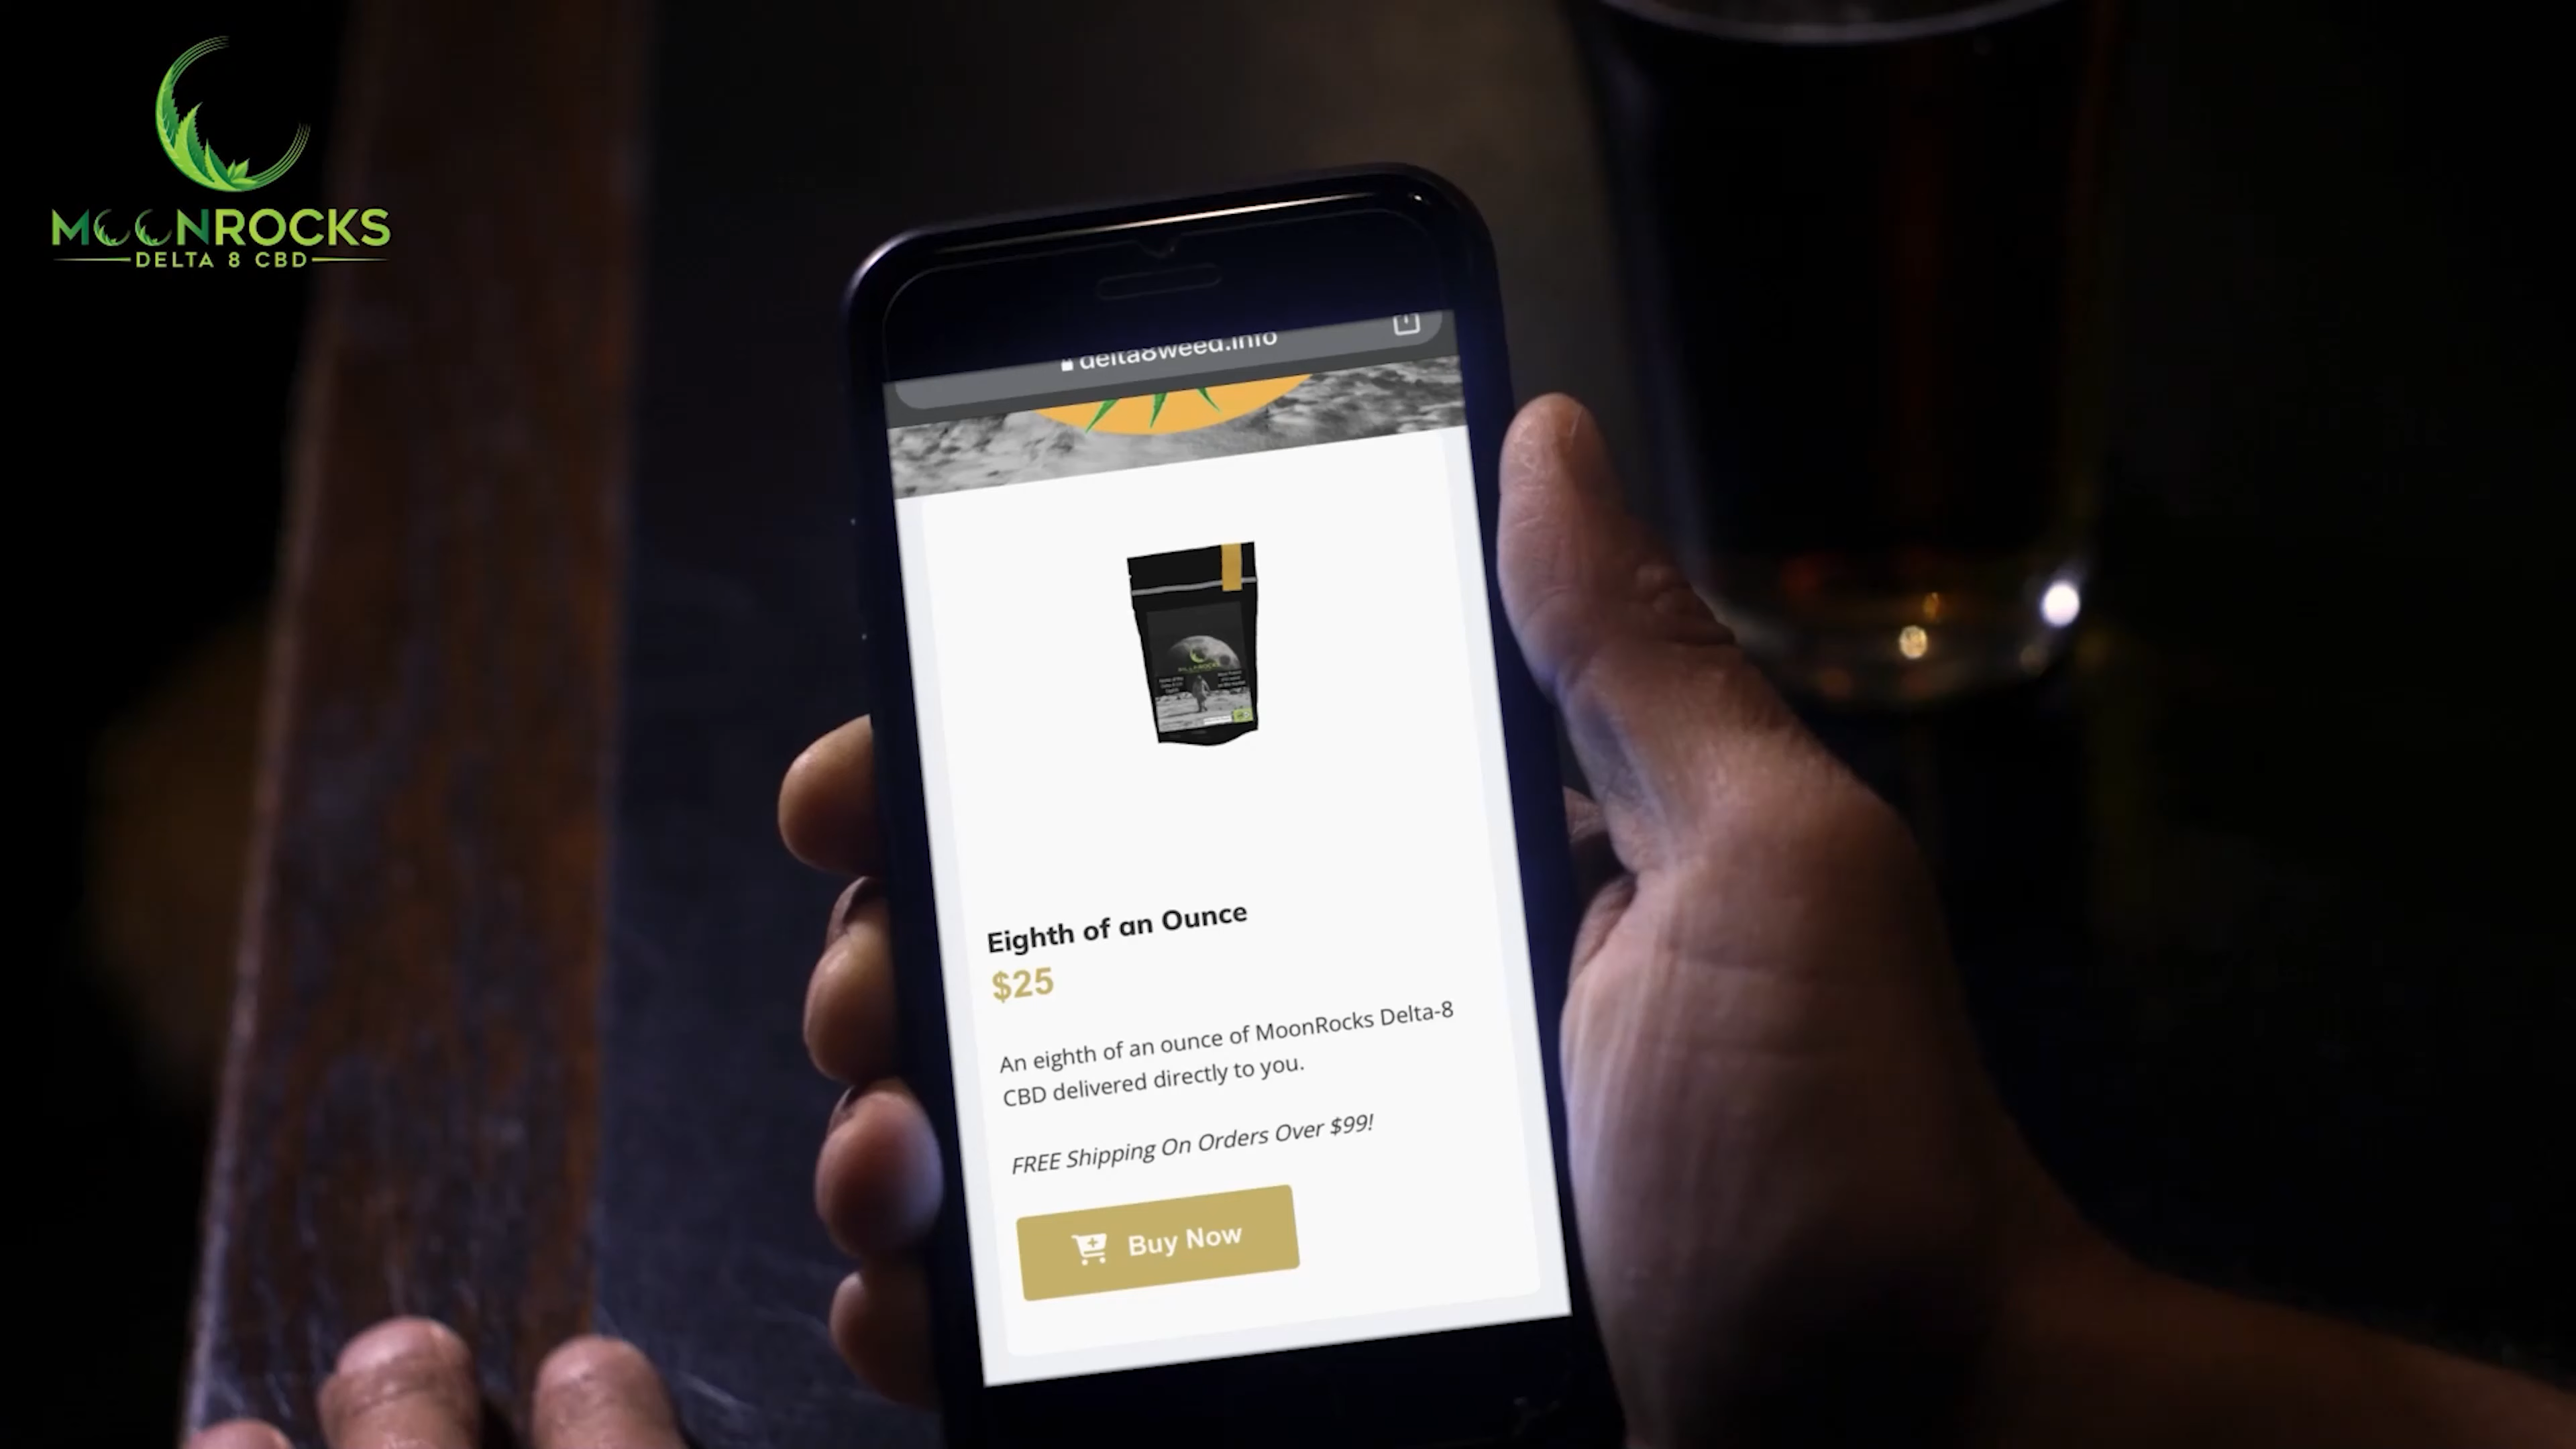 MOONROCKS
DELTA 8 CBD
delta8weed.info
Eighth of an Ounce
$25
An eighth of an ounce of MoonRocks Delta-8
CBD delivered directly to you.
FREE Shipping On Orders Over $99!
Buy Now